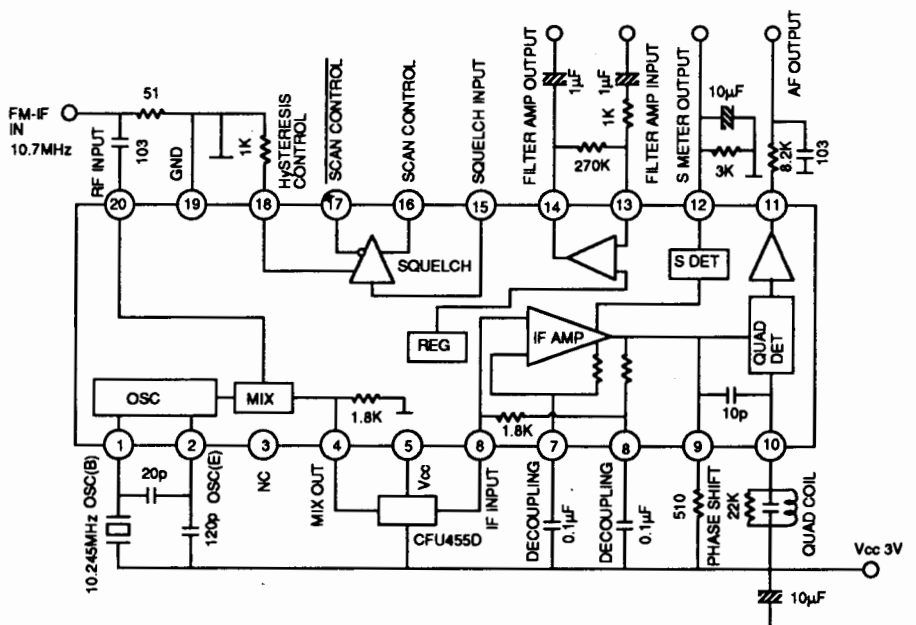 FM-IF
IN
10.7MHz
51
103
RF INPUT
GND
1K
HySTERESIS
CONTROL
SCAN CONTROL
SCAN CONTROL
SQUELCH INPUT
FILTER AMP OUTPUT
1µF
1µF
1K
270K
FILTER AMP INPUT
S METER OUTPUT
10µF
3K
AF OUTPUT
8.2K
103
20
19
18
17
16
15
14
13
12
11
SQUELCH
REG
IF AMP
S DET
QUAD
DET
OSC
MIX
1.8K
1.8K
10p
1
2
3
4
5
6
7
8
9
10
10.245MHz OSC(B)
20p
OSC(E)
120p
NC
MIX OUT
Vcc
CFU455D
IF INPUT
DECOUPLING
0.1µF
DECOUPLING
0.1µF
510
PHASE SHIFT
22K
QUAD COIL
Vcc 3V
10µF